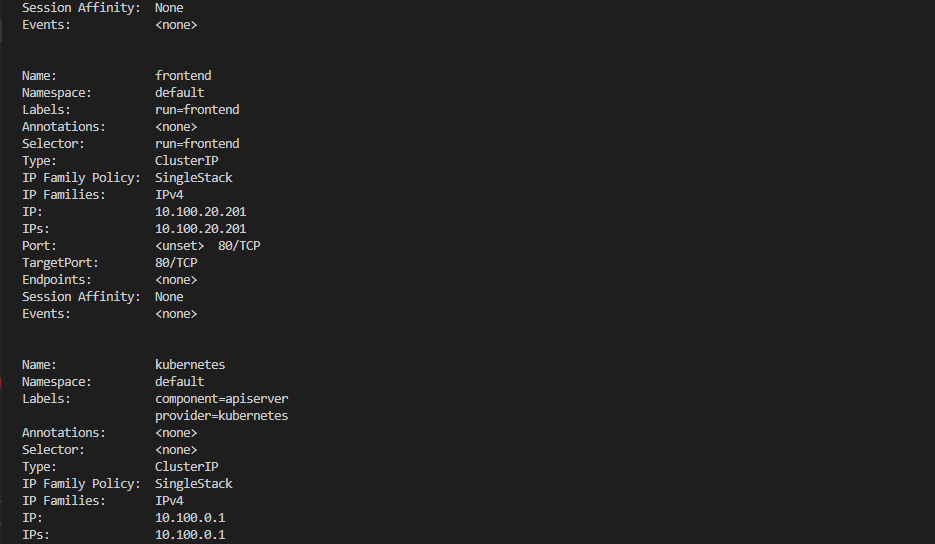 Session Affinity:  None
Events:            <none>
Name:              frontend
Namespace:         default
Labels:            run=frontend
Annotations:       <none>
Selector:          run=frontend
Type:              ClusterIP
IP Family Policy:  SingleStack
IP Families:       IPv4
IP:                10.100.20.201
IPs:               10.100.20.201
Port:              <unset>  80/TCP
TargetPort:        80/TCP
Endpoints:         <none>
Session Affinity:  None
Events:            <none>
Name:              kubernetes
Namespace:         default
Labels:            component=apiserver
                   provider=kubernetes
Annotations:       <none>
Selector:          <none>
Type:              ClusterIP
IP Family Policy:  SingleStack
IP Families:       IPv4
IP:                10.100.0.1
IPs:               10.100.0.1